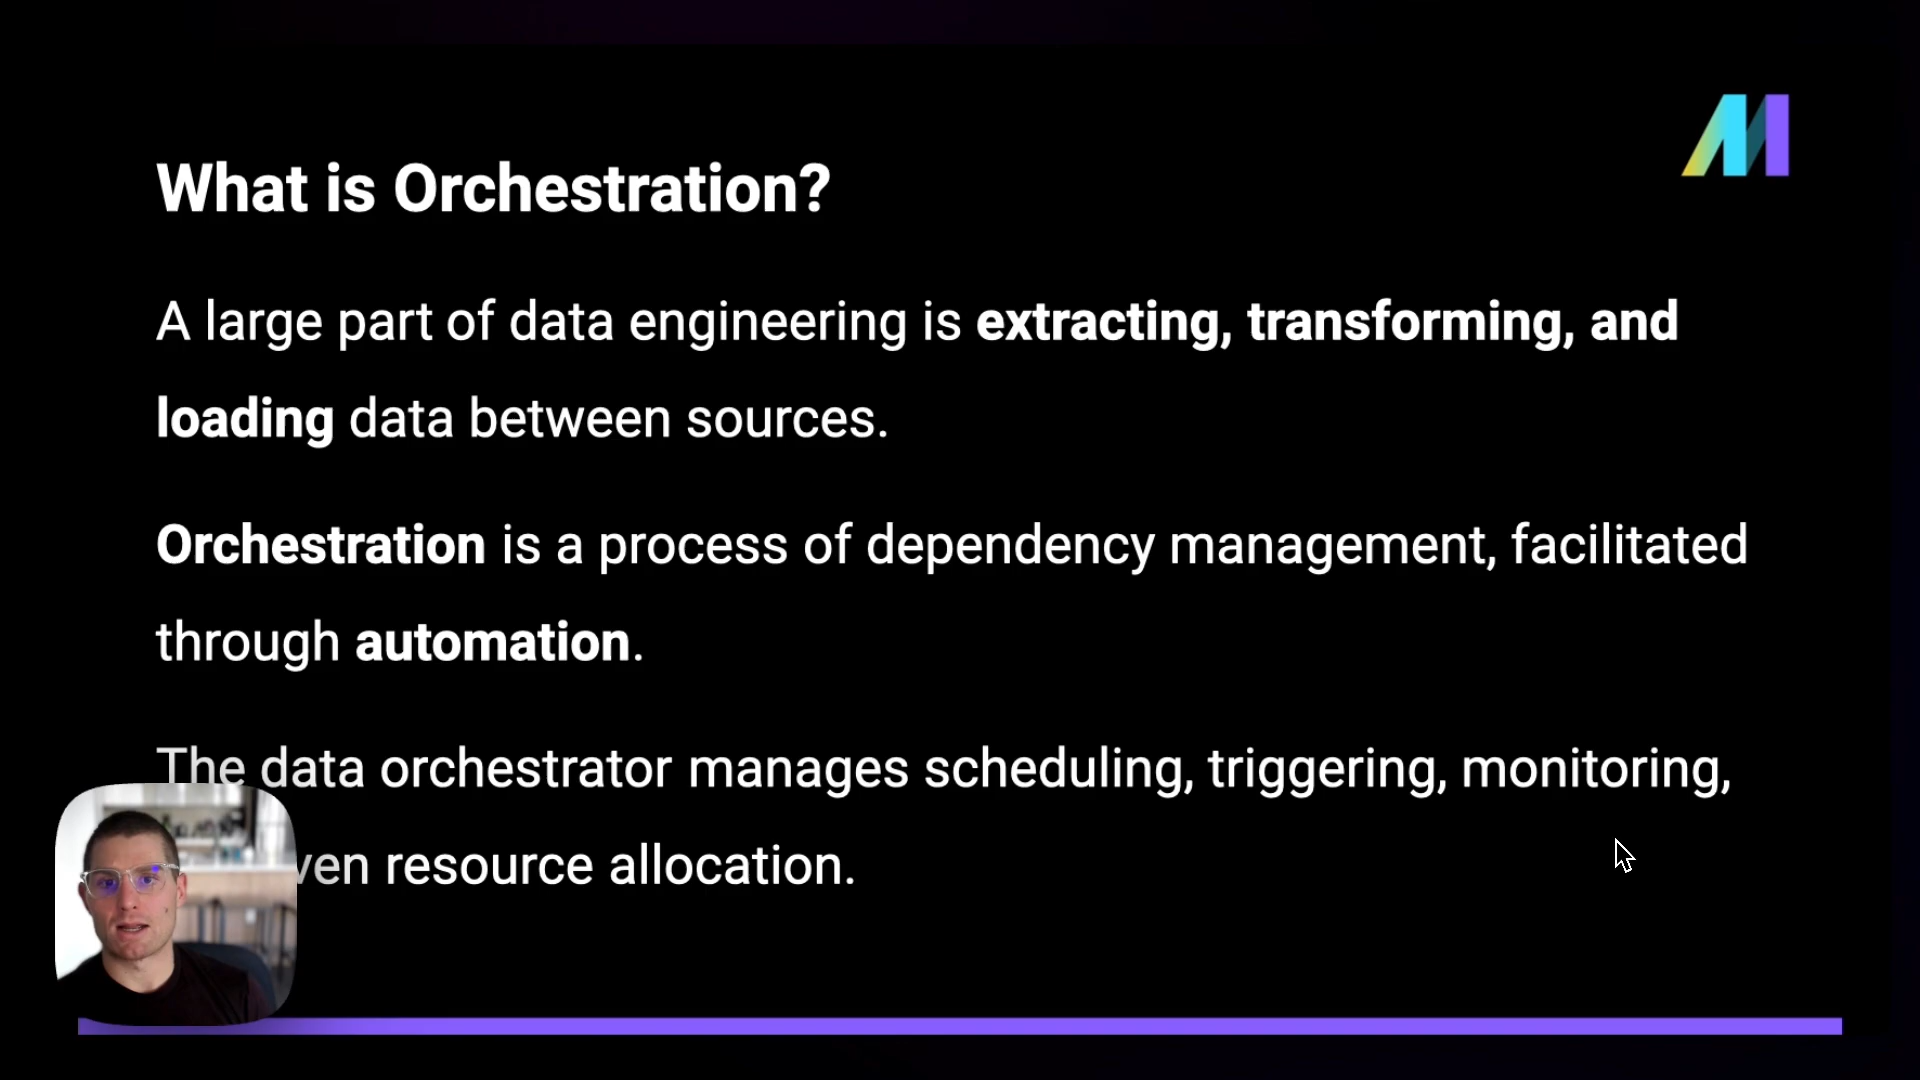 What is Orchestration?
A large part of data engineering is extracting, transforming, and
loading data between sources.
Orchestration is a process of dependency management, facilitated
through automation.
The data orchestrator manages scheduling, triggering, monitoring,
resource allocation.